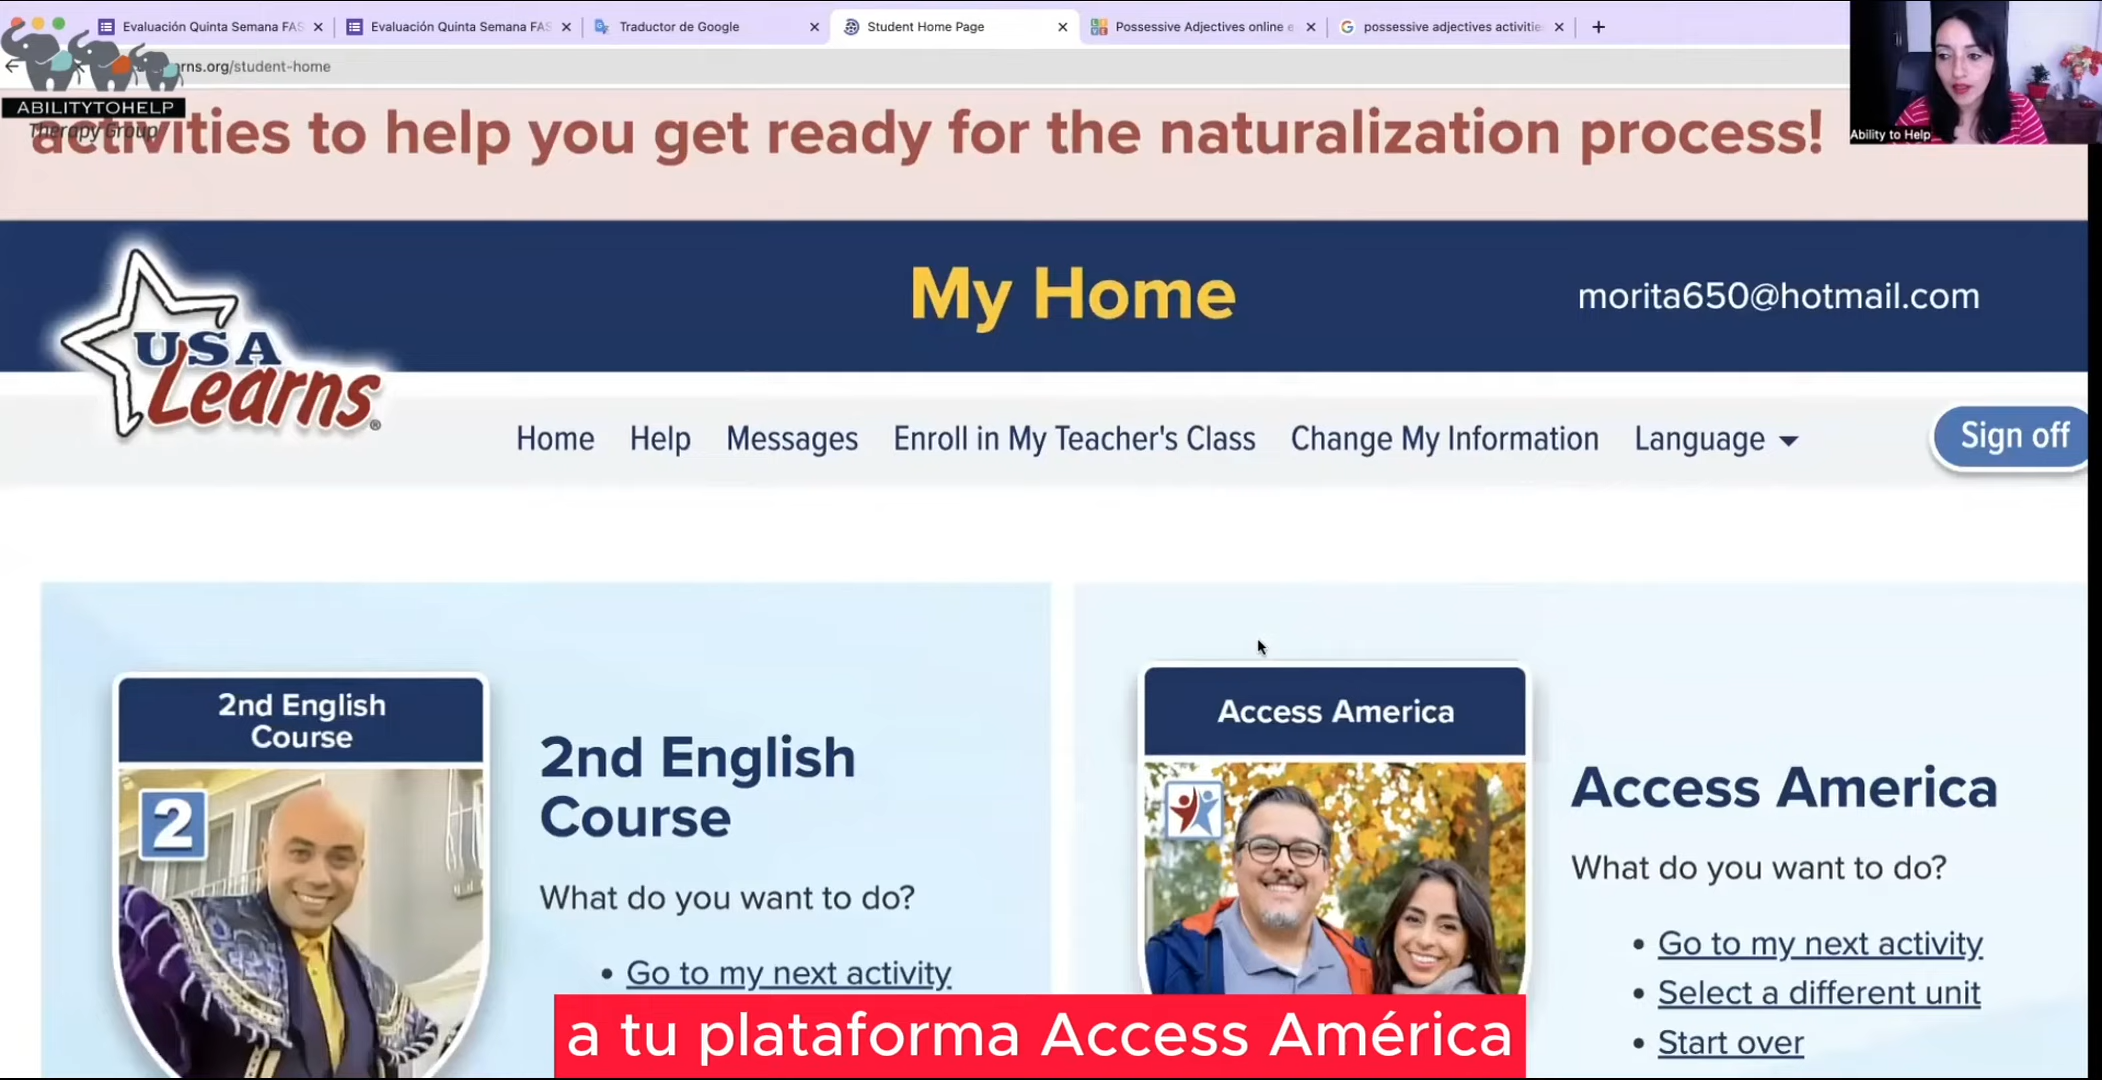 Evaluación Quinta Semana FAS
Evaluación Quinta Semana FAS
Traductor de Google
Student Home Page
Possessive Adjectives online e
possessive adjectives activitie
rns.org/student-home
ABILITYTOHELP
Therapy Group
activities to help you get ready for the naturalization process!
Ability to Help
USA
Learns®
My Home
morita650@hotmail.com
Home
Help
Messages
Enroll in My Teacher's Class
Change My Information
Language
Sign off
2nd English
Course
2
2nd English
Course
What do you want to do?
Go to my next activity
Access America
Access America
What do you want to do?
Go to my next activity
Select a different unit
Start over
a tu plataforma Access América